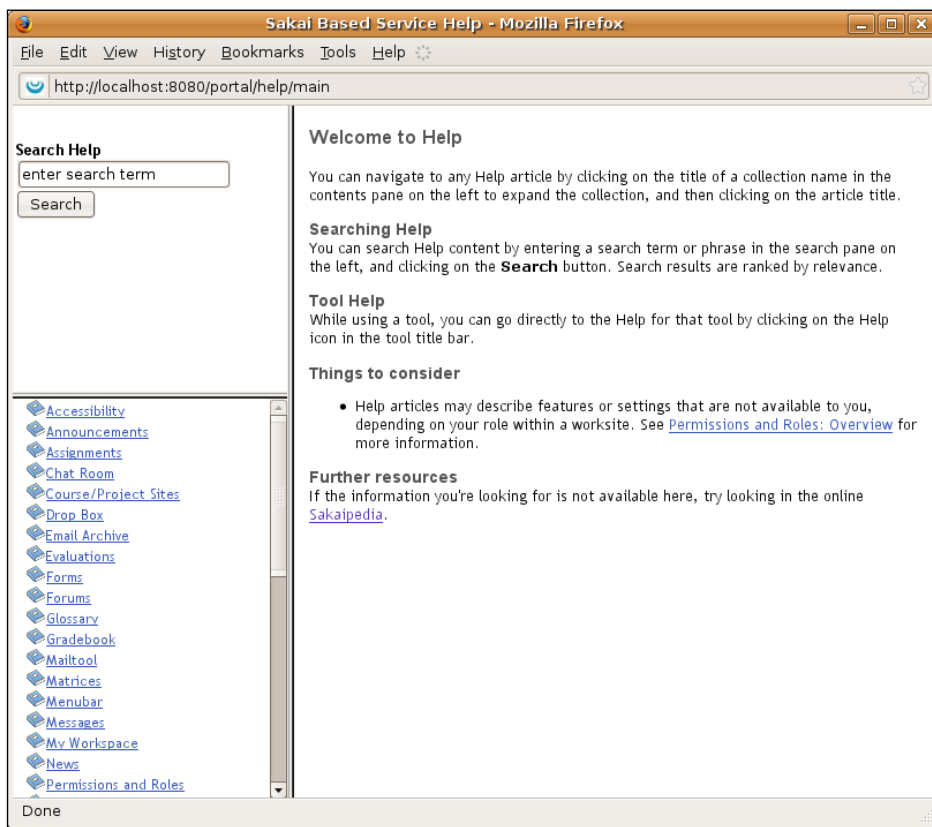 Sakai Based Service Help - Mozilla Firefox
File Edit View History Bookmarks Tools Help
http://localhost:8080/portal/help/main
Search Help
enter search term
Search
Accessibility
Announcements
Assignments
Chat Room
Course/Project Sites
Drop Box
Email Archive
Evaluations
Forms
Forums
Glossary
Gradebook
Mailtool
Matrices
Menubar
Messages
My Workspace
News
Permissions and Roles
Welcome to Help
You can navigate to any Help article by clicking on the title of a collection name in the
contents pane on the left to expand the collection, and then clicking on the article title.
Searching Help
You can search Help content by entering a search term or phrase in the search pane on
the left, and clicking on the Search button. Search results are ranked by relevance.
Tool Help
While using a tool, you can go directly to the Help for that tool by clicking on the Help
icon in the tool title bar.
Things to consider
• Help articles may describe features or settings that are not available to you,
depending on your role within a worksite. See Permissions and Roles: Overview for
more information.
Further resources
If the information you're looking for is not available here, try looking in the online
Sakaipedia.
Done